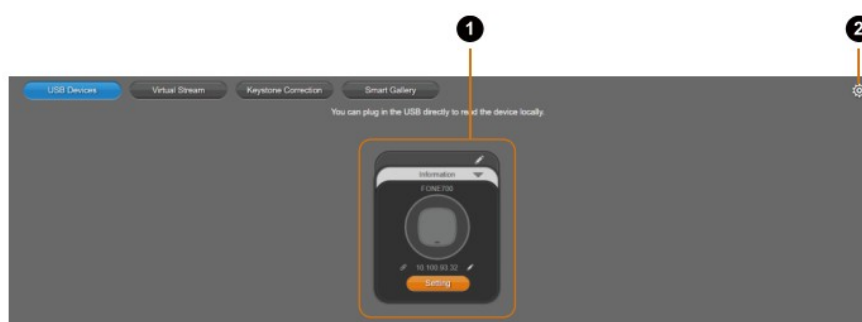 1
2
USB Devices Virtual Stream Keystone Correction Smart Gallery
You can plug in the USB directly to read the device locally.
Information
FONE700
10.100.93.32
Setting